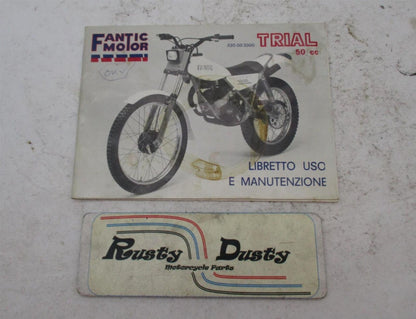 FANTIC
MOTOR
TRIAL
50 cc
LIBRETTO USO
E MANUTENZIONE
Rusty Dusty
Motorcycle Parts